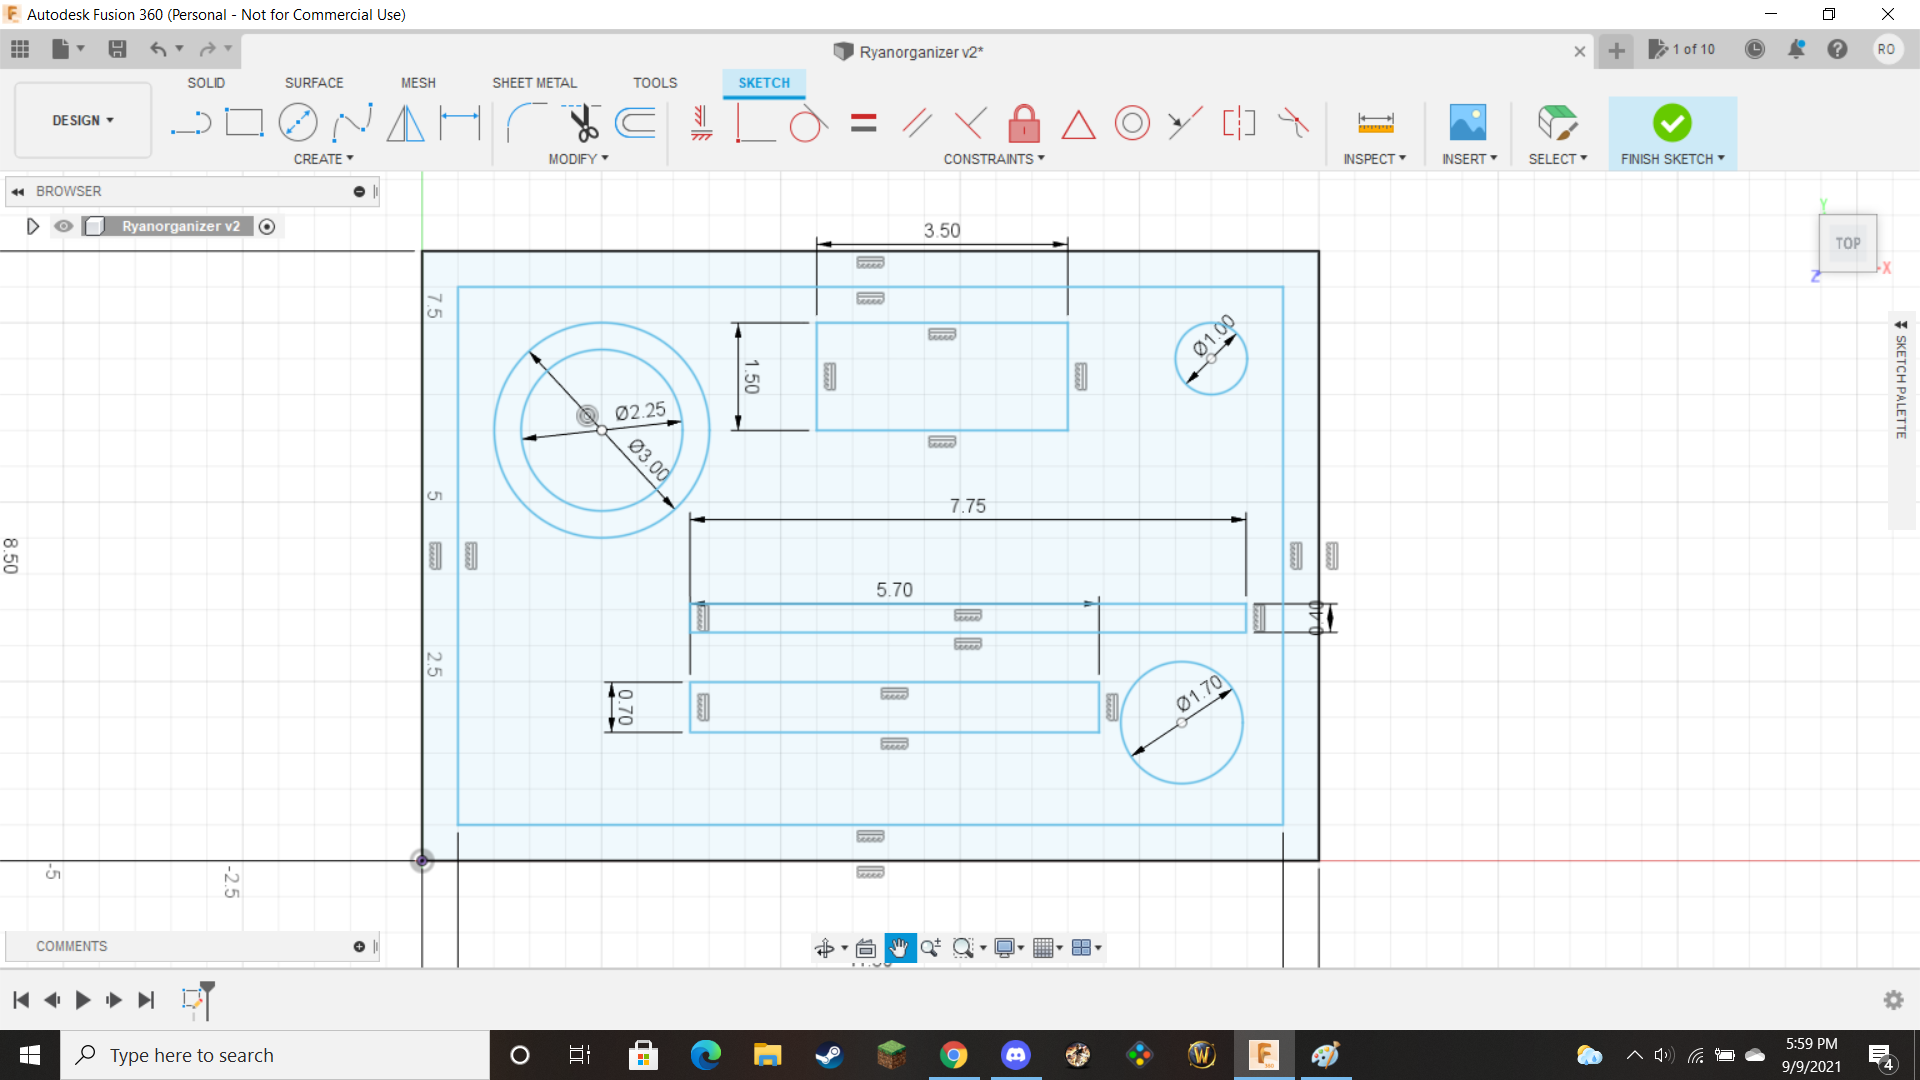 Autodesk Fusion 360 (Personal - Not for Commercial Use)
Ryanorganizer v2*
1 of 10
RO
SOLID
SURFACE
MESH
SHEET METAL
TOOLS
SKETCH
DESIGN
CREATE
MODIFY
CONSTRAINTS
INSPECT
INSERT
SELECT
FINISH SKETCH
BROWSER
Ryanorganizer v2
3.50
Y
TOP
X
Z
7.5
Ø1.00
1.50
SKETCH PALETTE
Ø2.25
Ø3.00
5
7.75
8.50
5.70
0.40
2.5
0.70
Ø1.70
-5
-2.5
COMMENTS
Type here to search
5:59 PM
9/9/2021
4